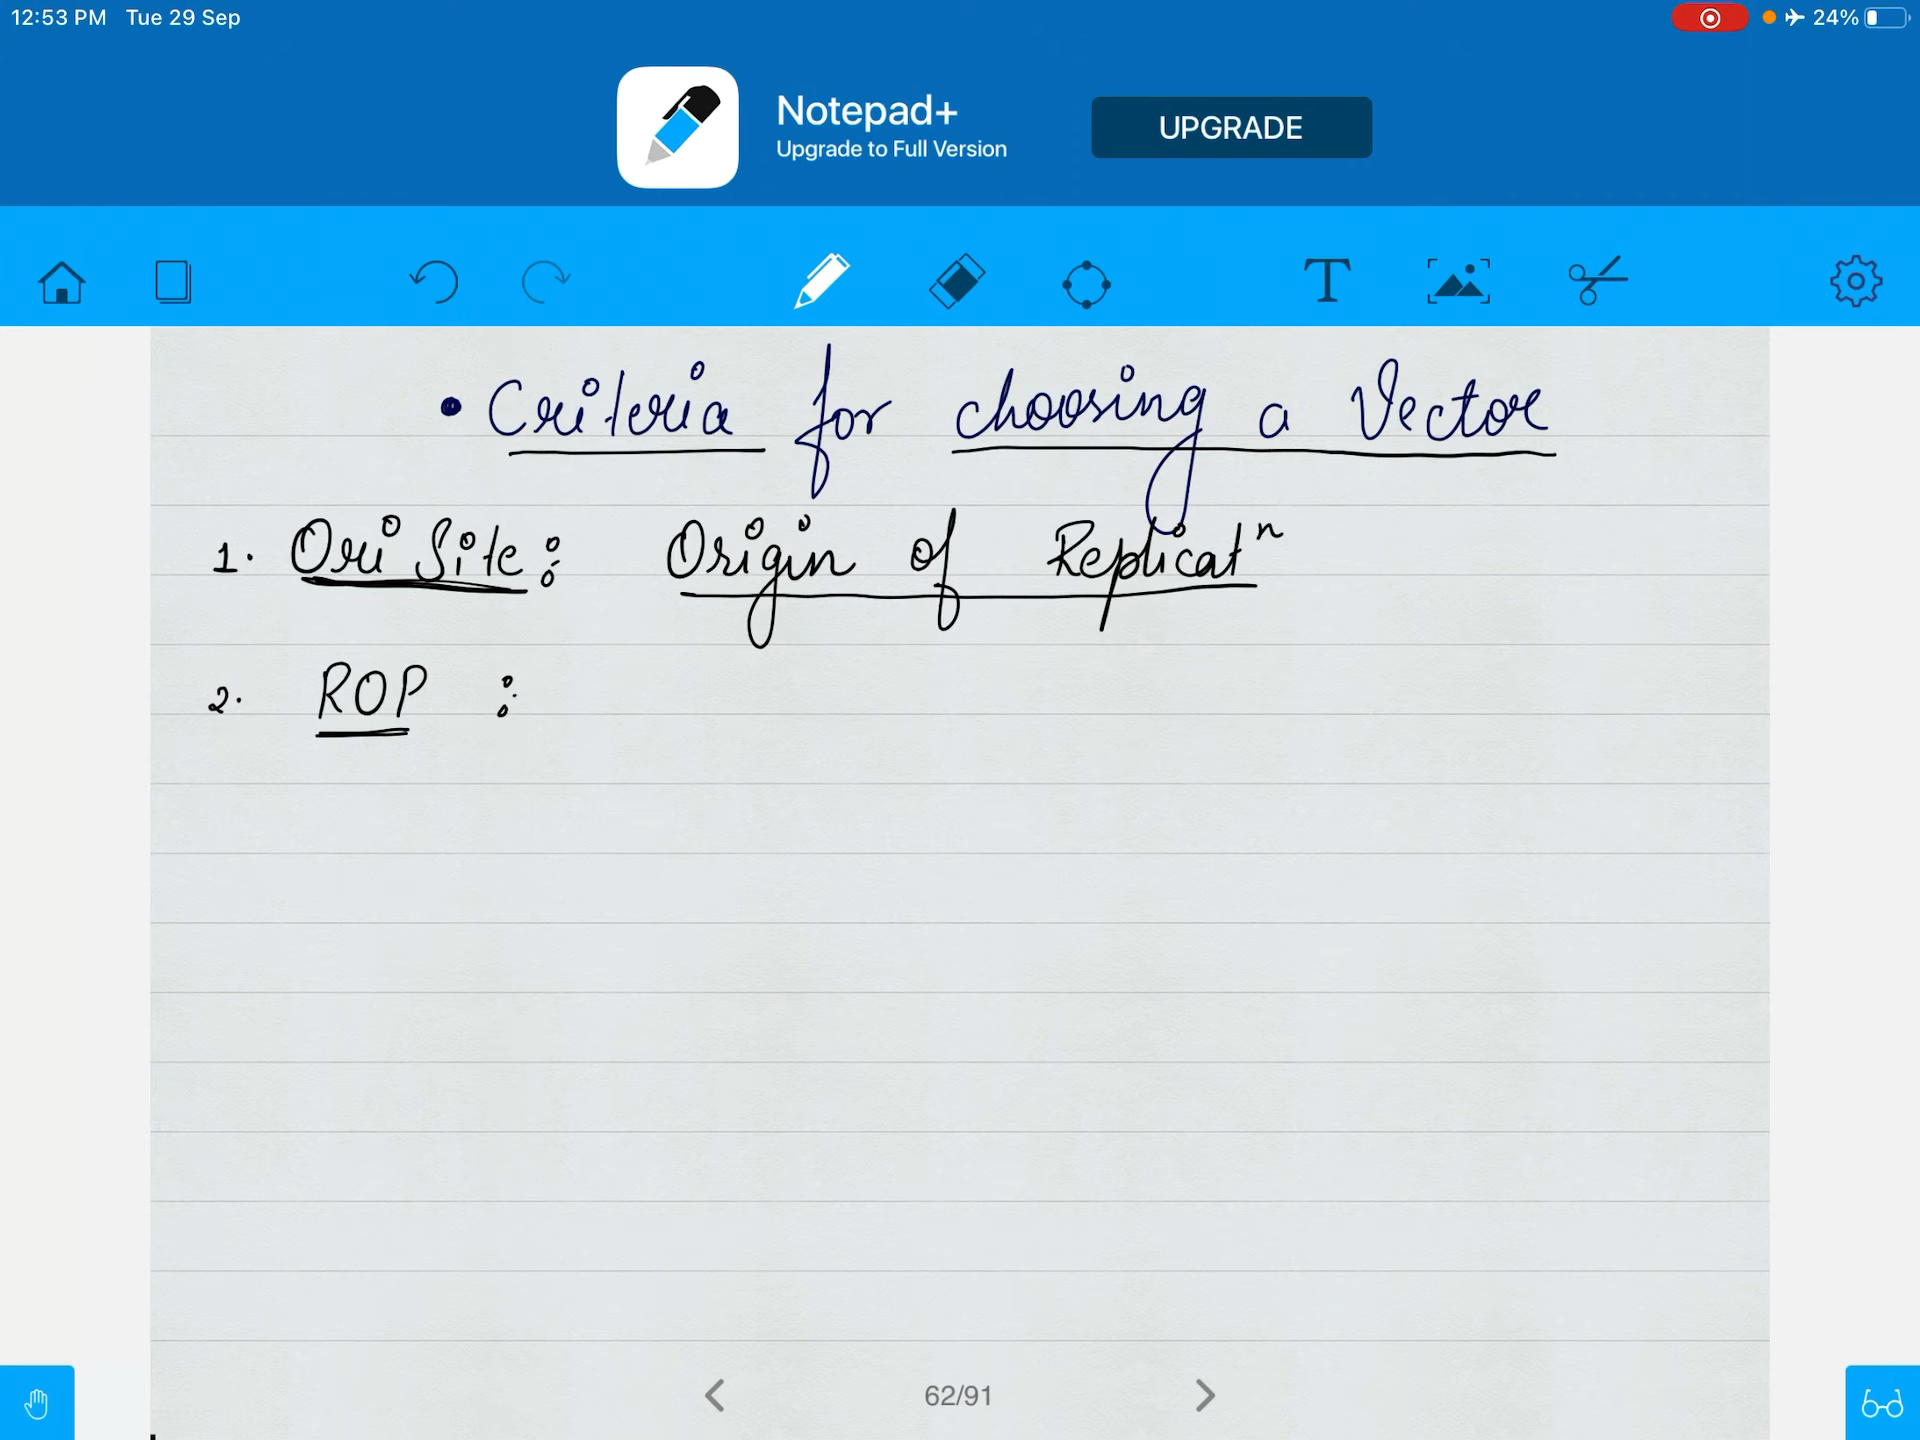 12:53 PM Tue 29 Sep
24%
Notepad+
Upgrade to Full Version
UPGRADE
T
• Criteria for choosing a Vector
1. Ori Site: Origin of Replicatⁿ
2. ROP :
62/91